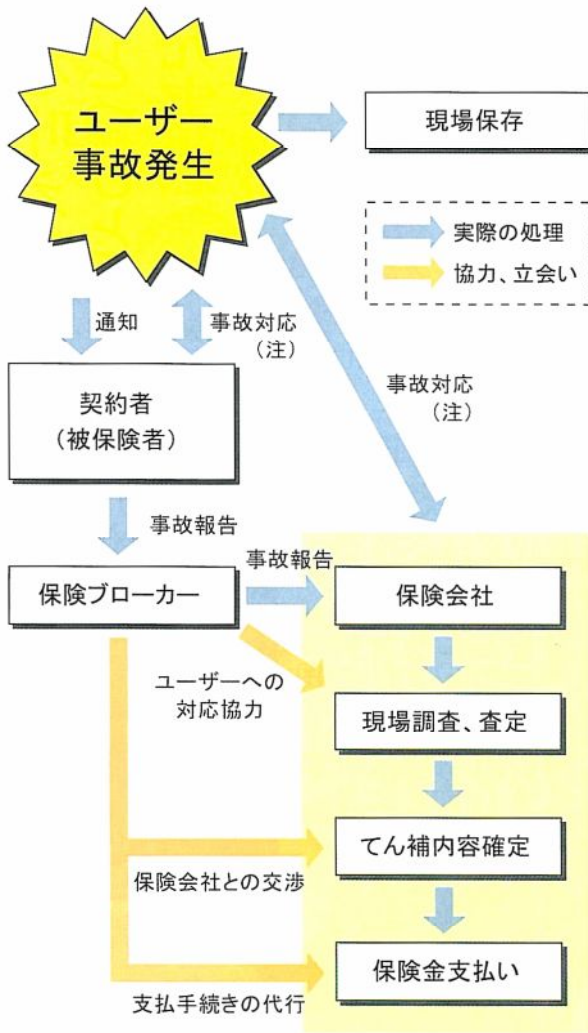 ユーザー
事故発生
現場保存
実際の処理
協力、立会い
通知
事故対応
（注）
事故対応
（注）
契約者
（被保険者）
事故報告
事故報告
保険ブローカー
保険会社
ユーザーへの
対応協力
現場調査、査定
てん補内容確定
保険会社との交渉
保険金支払い
支払手続きの代行